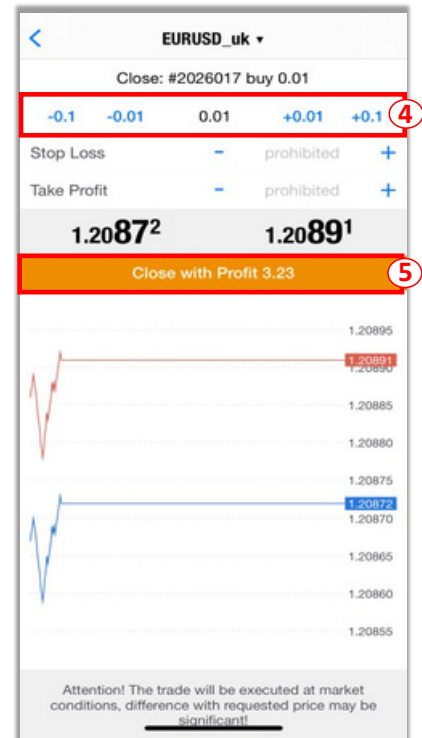 EURUSD_uk ▾
Close: #2026017 buy 0.01
-0.1 -0.01 0.01 +0.01 +0.1 ④
Stop Loss - prohibited +
Take Profit - prohibited +
1.20872 1.20891
Close with Profit 3.23 ⑤
1.20895
1.20891
1.20890
1.20885
1.20880
1.20875
1.20872
1.20870
1.20865
1.20860
1.20855
Attention! The trade will be executed at market
conditions, difference with requested price may be
significant!